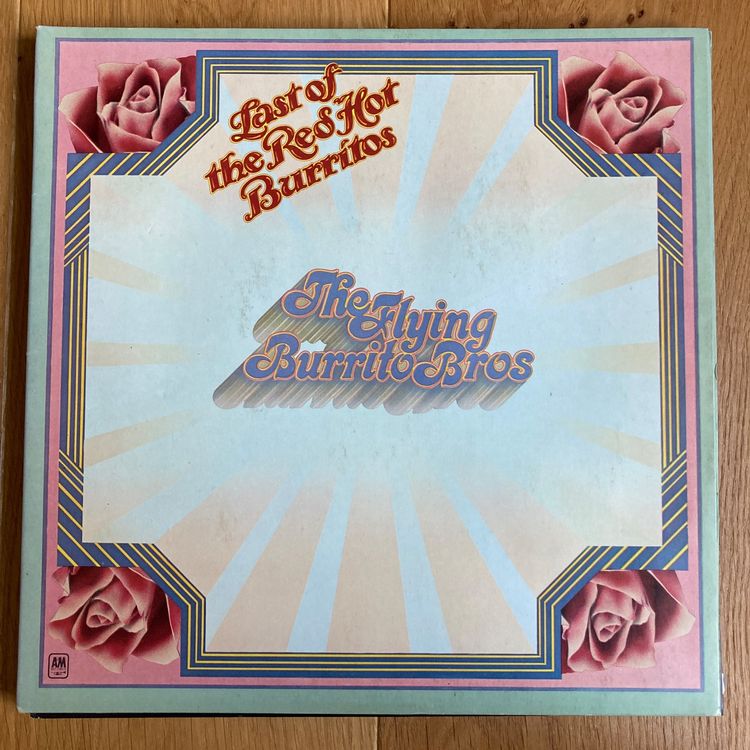 Last of
the Red Hot
Burritos
The Flying
Burrito Bros
A&M